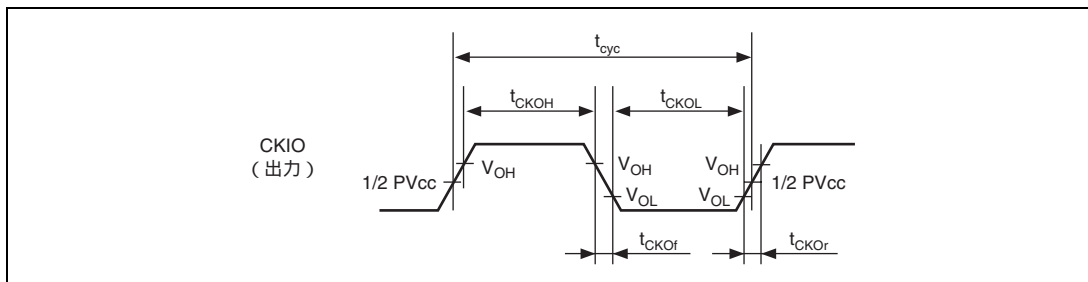 tcyc
tCKOH
tCKOL
CKIO
（出力）
VOH
VOH
VOH
1/2 PVcc
VOL
VOL
1/2 PVcc
tCKOf
tCKOr